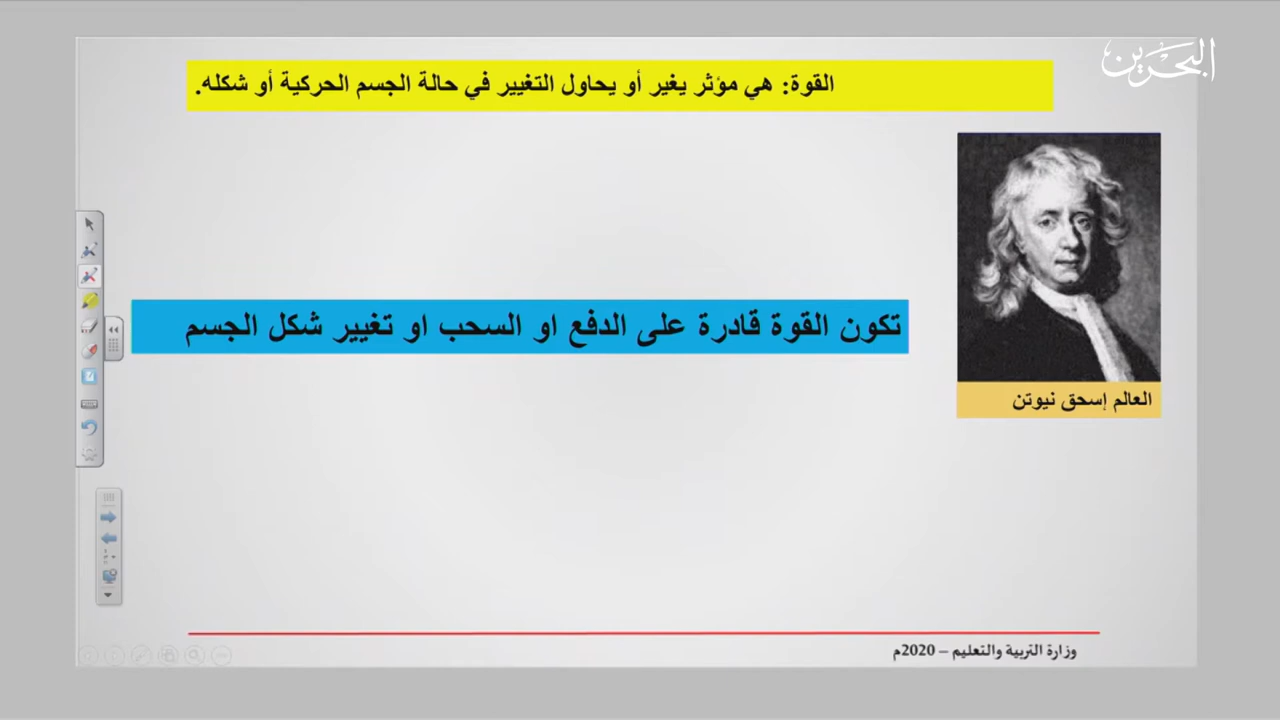 البحرين
القوة: هي مؤثر يغير أو يحاول التغيير في حالة الجسم الحركية أو شكله.
تكون القوة قادرة على الدفع او السحب او تغيير شكل الجسم
العالم إسحق نيوتن
وزارة التربية والتعليم – 2020م